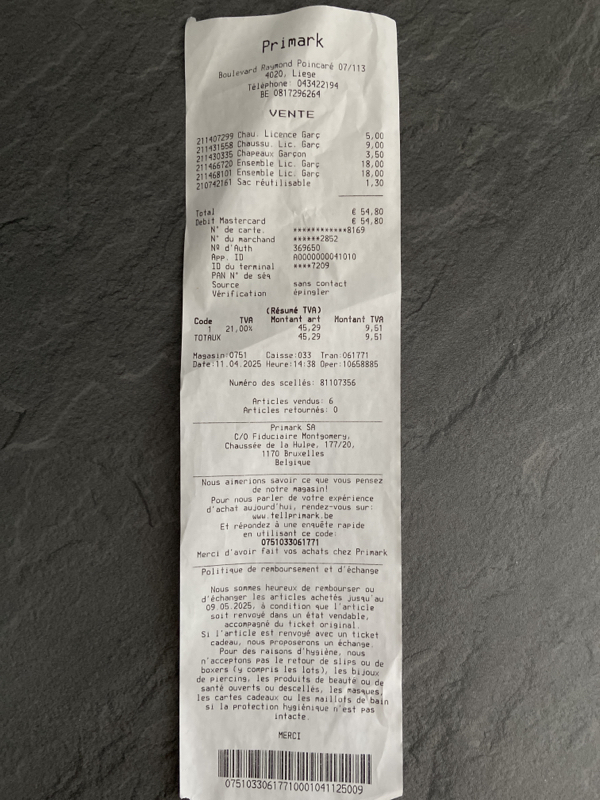 Primark
Boulevard Raymond Poincaré 07/113
4020, Liege
Téléphone: 043422194
BE 0817296264
VENTE
211407299 Chau. Licence Garç 5,00
211431558 Chaussu. Lic. Garç 9,00
211430335 Chapeaux Garçon 3,50
211466720 Ensemble Lic. Garç 18,00
211468101 Ensemble Lic. Garç 18,00
210742161 Sac réutilisable 1,30
Total € 54,80
Debit Mastercard € 54,80
N° de carte. ************8169
N° du marchand ******2852
Nº d'Auth 369650
App. ID A0000000041010
ID du terminal ****7209
PAN N° de séq
Source sans contact
Vérification épingler
(Résumé TVA)
Code TVA Montant art Montant TVA
1 21,00% 45,29 9,51
TOTAUX 45,29 9,51
Magasin:0751 Caisse:033 Tran:061771
Date:11.04.2025 Heure:14:38 Oper:10658885
Numéro des scellés: 81107356
Articles vendus: 6
Articles retournés: 0
Primark SA
C/O Fiduciaire Montgomery,
Chaussée de la Hulpe, 177/20,
1170 Bruxelles
Belgique
Nous aimerions savoir ce que vous pensez
de notre magasin!
Pour nous parler de votre expérience
d'achat aujourd'hui, rendez-vous sur:
www.tellprimark.be
Et répondez à une enquête rapide
en utilisant ce code:
0751033061771
Merci d'avoir fait vos achats chez Primark
Politique de remboursement et d'échange
Nous sommes heureux de rembourser ou
d'échanger les articles achetés jusqu'au
09.05.2025, à condition que l'article
soit renvoyé dans un état vendable,
accompagné du ticket original.
Si l'article est renvoyé avec un ticket
cadeau, nous proposerons un échange.
Pour des raisons d'hygiène, nous
n'acceptons pas le retour de slips ou de
boxers (y compris les lots), les bijoux
de piercing, les produits de beauté ou de
santé ouverts ou descellés, les masques,
les cartes cadeaux ou les maillots de bain
si la protection hygiénique n'est pas
intacte.
MERCI
07510330617710001041125009